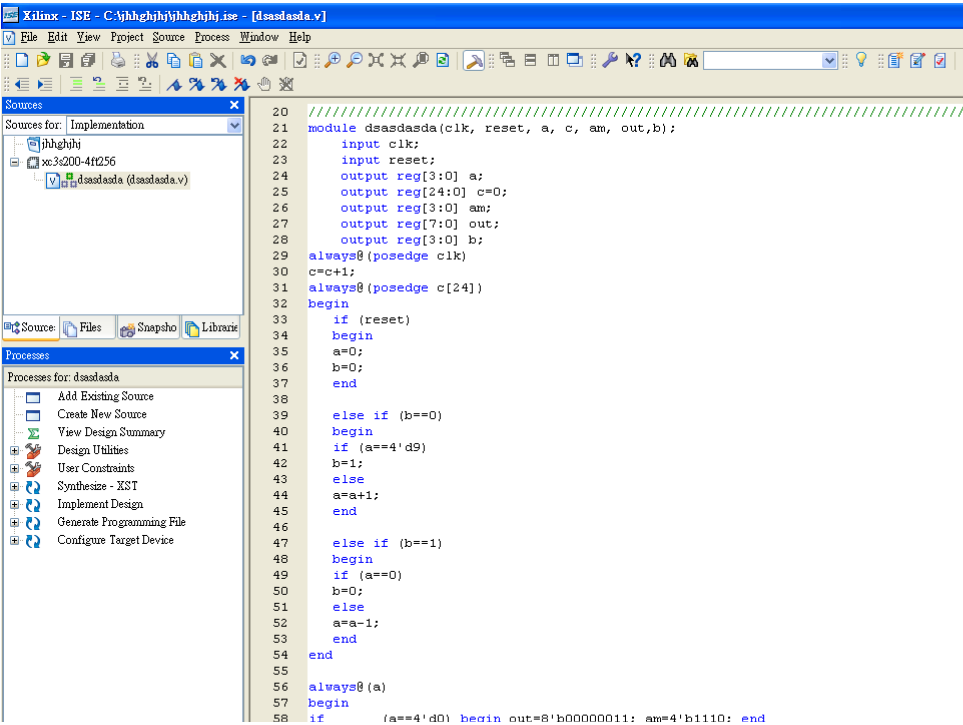 Xilinx - ISE - C:\jhhghjhj\jhhghjhj.ise - [dsasdasda.v]
File Edit View Project Source Process Window Help
Sources
Sources for: Implementation
jhhghjhj
xc3s200-4ft256
dsasdasda (dsasdasda.v)
Source: Files Snapsho Librarie
Processes
Processes for: dsasdasda
Add Existing Source
Create New Source
View Design Summary
Design Utilities
User Constraints
Synthesize - XST
Implement Design
Generate Programming File
Configure Target Device
20 //////////////////////////////////////////////////////////////////////////////////
21 module dsasdasda(clk, reset, a, c, am, out,b);
22 input clk;
23 input reset;
24 output reg[3:0] a;
25 output reg[24:0] c=0;
26 output reg[3:0] am;
27 output reg[7:0] out;
28 output reg[3:0] b;
29 always@(posedge clk)
30 c=c+1;
31 always@(posedge c[24])
32 begin
33 if (reset)
34 begin
35 a=0;
36 b=0;
37 end
38
39 else if (b==0)
40 begin
41 if (a==4'd9)
42 b=1;
43 else
44 a=a+1;
45 end
46
47 else if (b==1)
48 begin
49 if (a==0)
50 b=0;
51 else
52 a=a-1;
53 end
54 end
55
56 always@(a)
57 begin
58 if (a==4'd0) begin out=8'b00000011; am=4'b1110; end